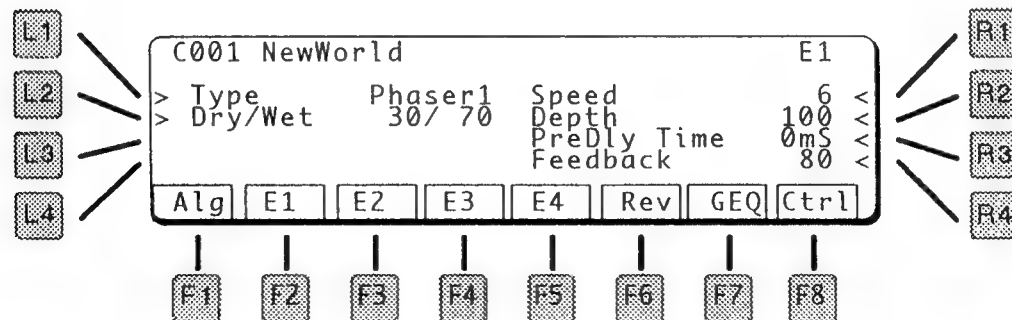 L1
L2
L3
L4
C001 NewWorld E1
> Type Phaser1 Speed 6 <
> Dry/Wet 30/ 70 Depth 100 <
PreDly Time 0mS <
Feedback 80 <
Alg E1 E2 E3 E4 Rev GEQ Ctrl
F1 F2 F3 F4 F5 F6 F7 F8
R1
R2
R3
R4